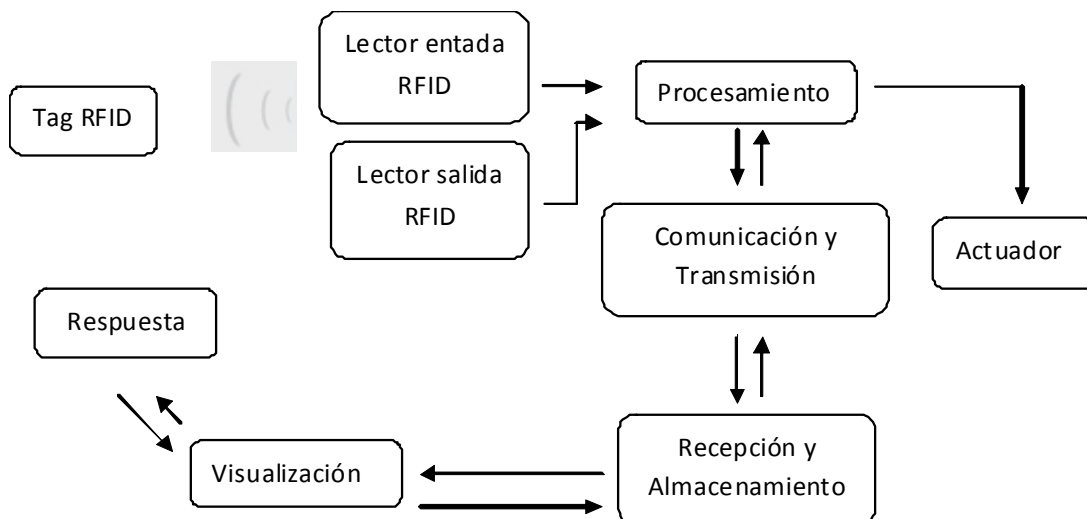 Tag RFID
Lector entada
RFID
Lector salida
RFID
Procesamiento
Comunicación y
Transmisión
Actuador
Respuesta
Visualización
Recepción y
Almacenamiento